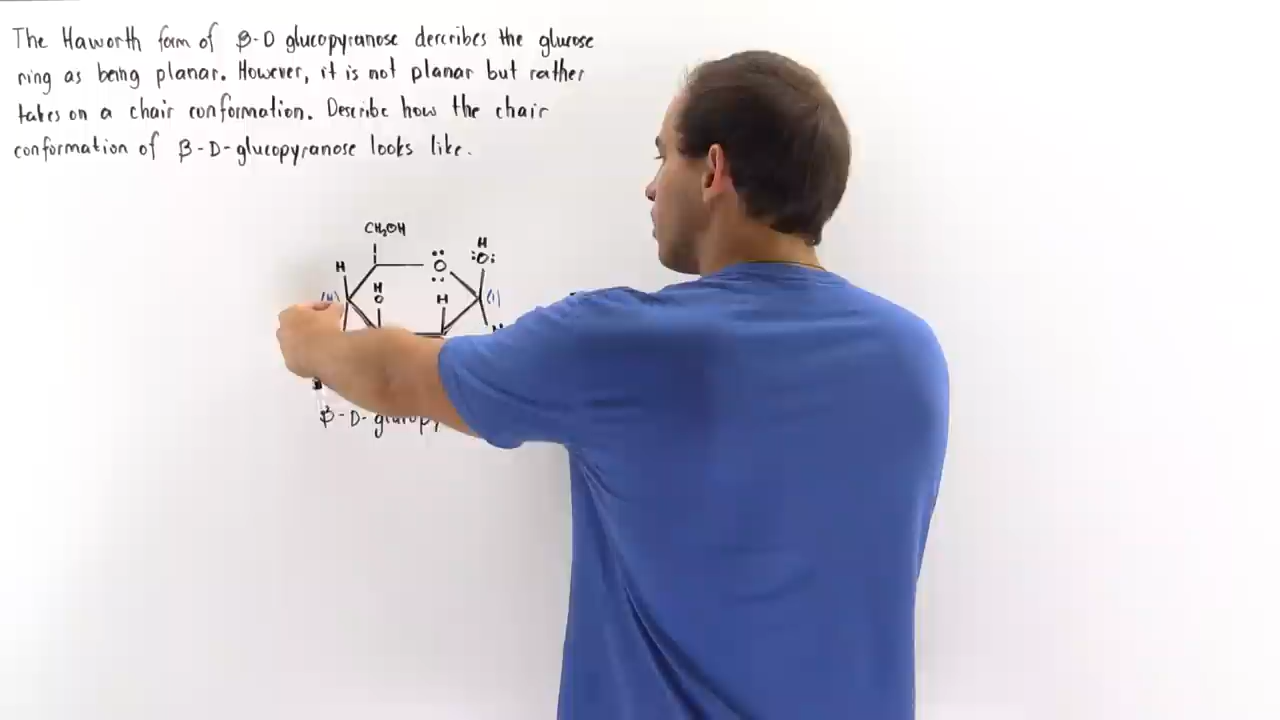 The Haworth form of β-D glucopyranose describes the glucose
ring as being planar. However, it is not planar but rather
takes on a chair conformation. Describe how the chair
conformation of β-D-glucopyranose looks like.
CH₂OH
H
:O:
H
O
H
O
H
(1)
β-D-